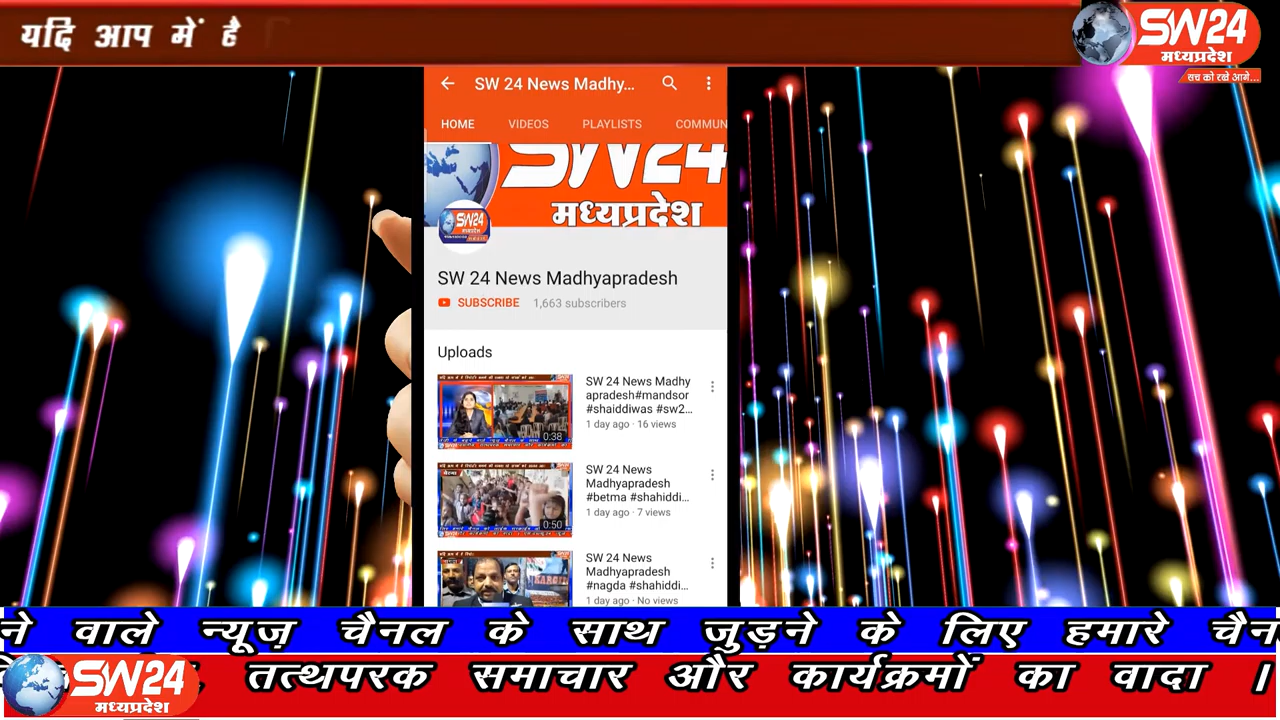 यदि आप में है
SW24
मध्यप्रदेश
सच को रखे आगे...
SW 24 News Madhy...
HOME VIDEOS PLAYLISTS COMMUN
SW24
मध्यप्रदेश
SW24
SW 24 News Madhyapradesh
SUBSCRIBE 1,663 subscribers
Uploads
SW 24 News Madhy
apradesh#mandsor
#shaiddiwas #sw2...
1 day ago · 16 views
0:38
SW 24 News
Madhyapradesh
#betma #shahiddi...
1 day ago · 7 views
0:50
SW 24 News
Madhyapradesh
#nagda #shahiddi...
1 day ago · No views
ने वाले न्यूज़ चैनल के साथ जुड़ने के लिए हमारे चैन
तत्थपरक समाचार और कार्यक्रमों का वादा ।
SW24
मध्यप्रदेश